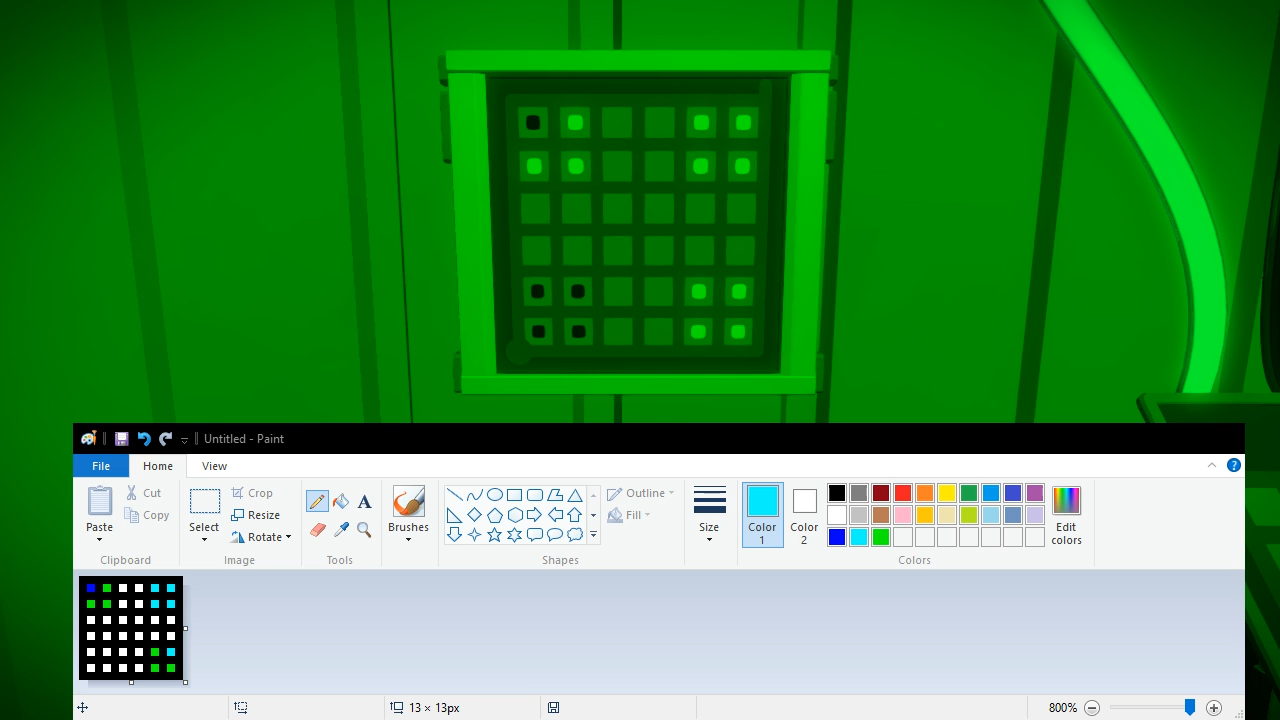 Untitled - Paint
File Home View
Paste
Cut
Copy
Clipboard
Select
Crop
Resize
Rotate
Image
A
Tools
Brushes
Outline
Fill
Shapes
Size
Color 1
Color 2
Edit colors
Colors
13 × 13px
800%